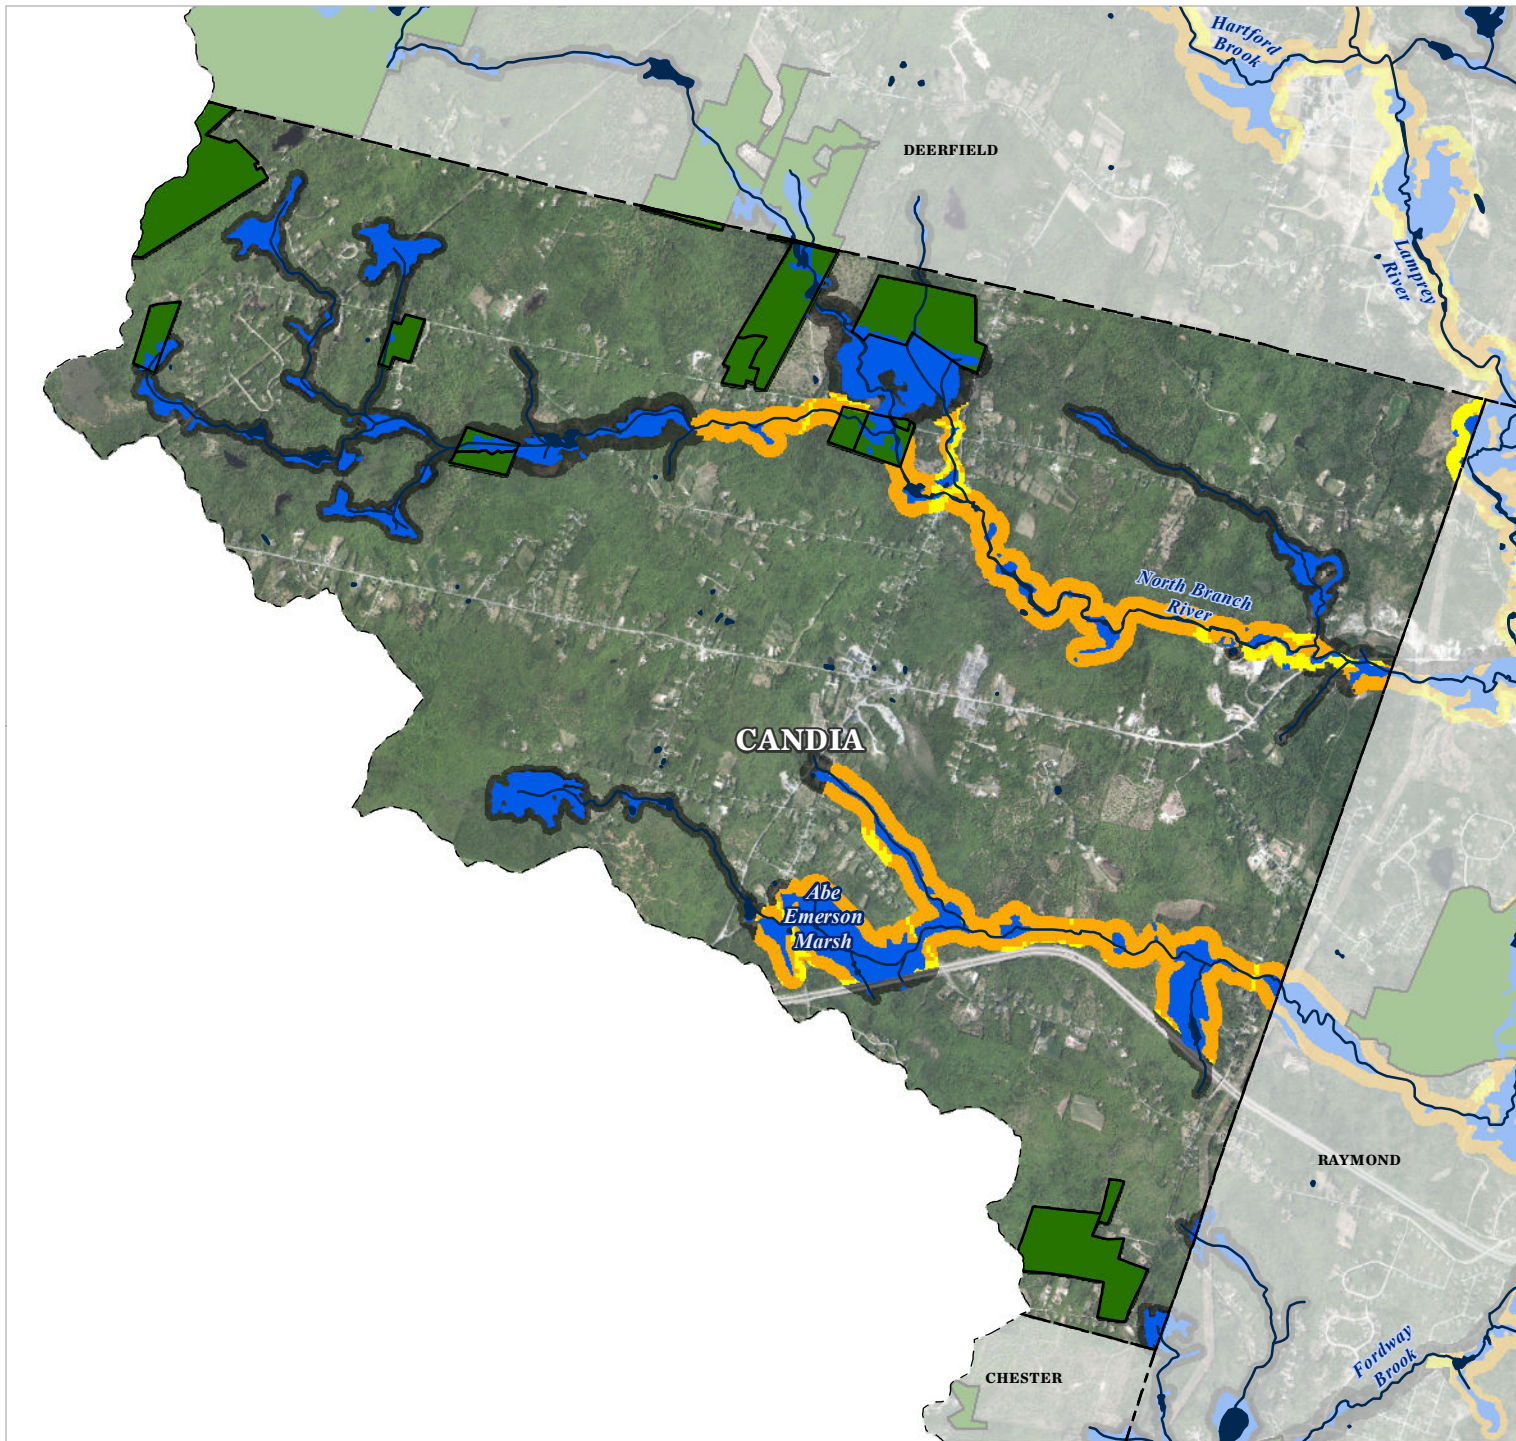 Hartford
Brook
DEERFIELD
Lamprey
River
North Branch
River
CANDIA
Abe
Emerson
Marsh
RAYMOND
Fordway
Brook
CHESTER